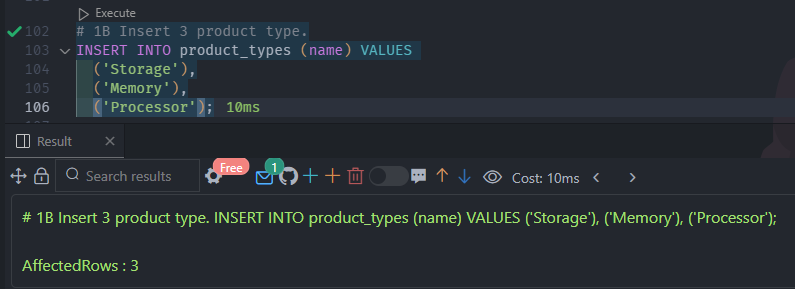 Execute
102 # 1B Insert 3 product type.
103 INSERT INTO product_types (name) VALUES
104 ('Storage'),
105 ('Memory'),
106 ('Processor'); 10ms
Result
Search results Free 1 Cost: 10ms
# 1B Insert 3 product type. INSERT INTO product_types (name) VALUES ('Storage'), ('Memory'), ('Processor');
AffectedRows : 3